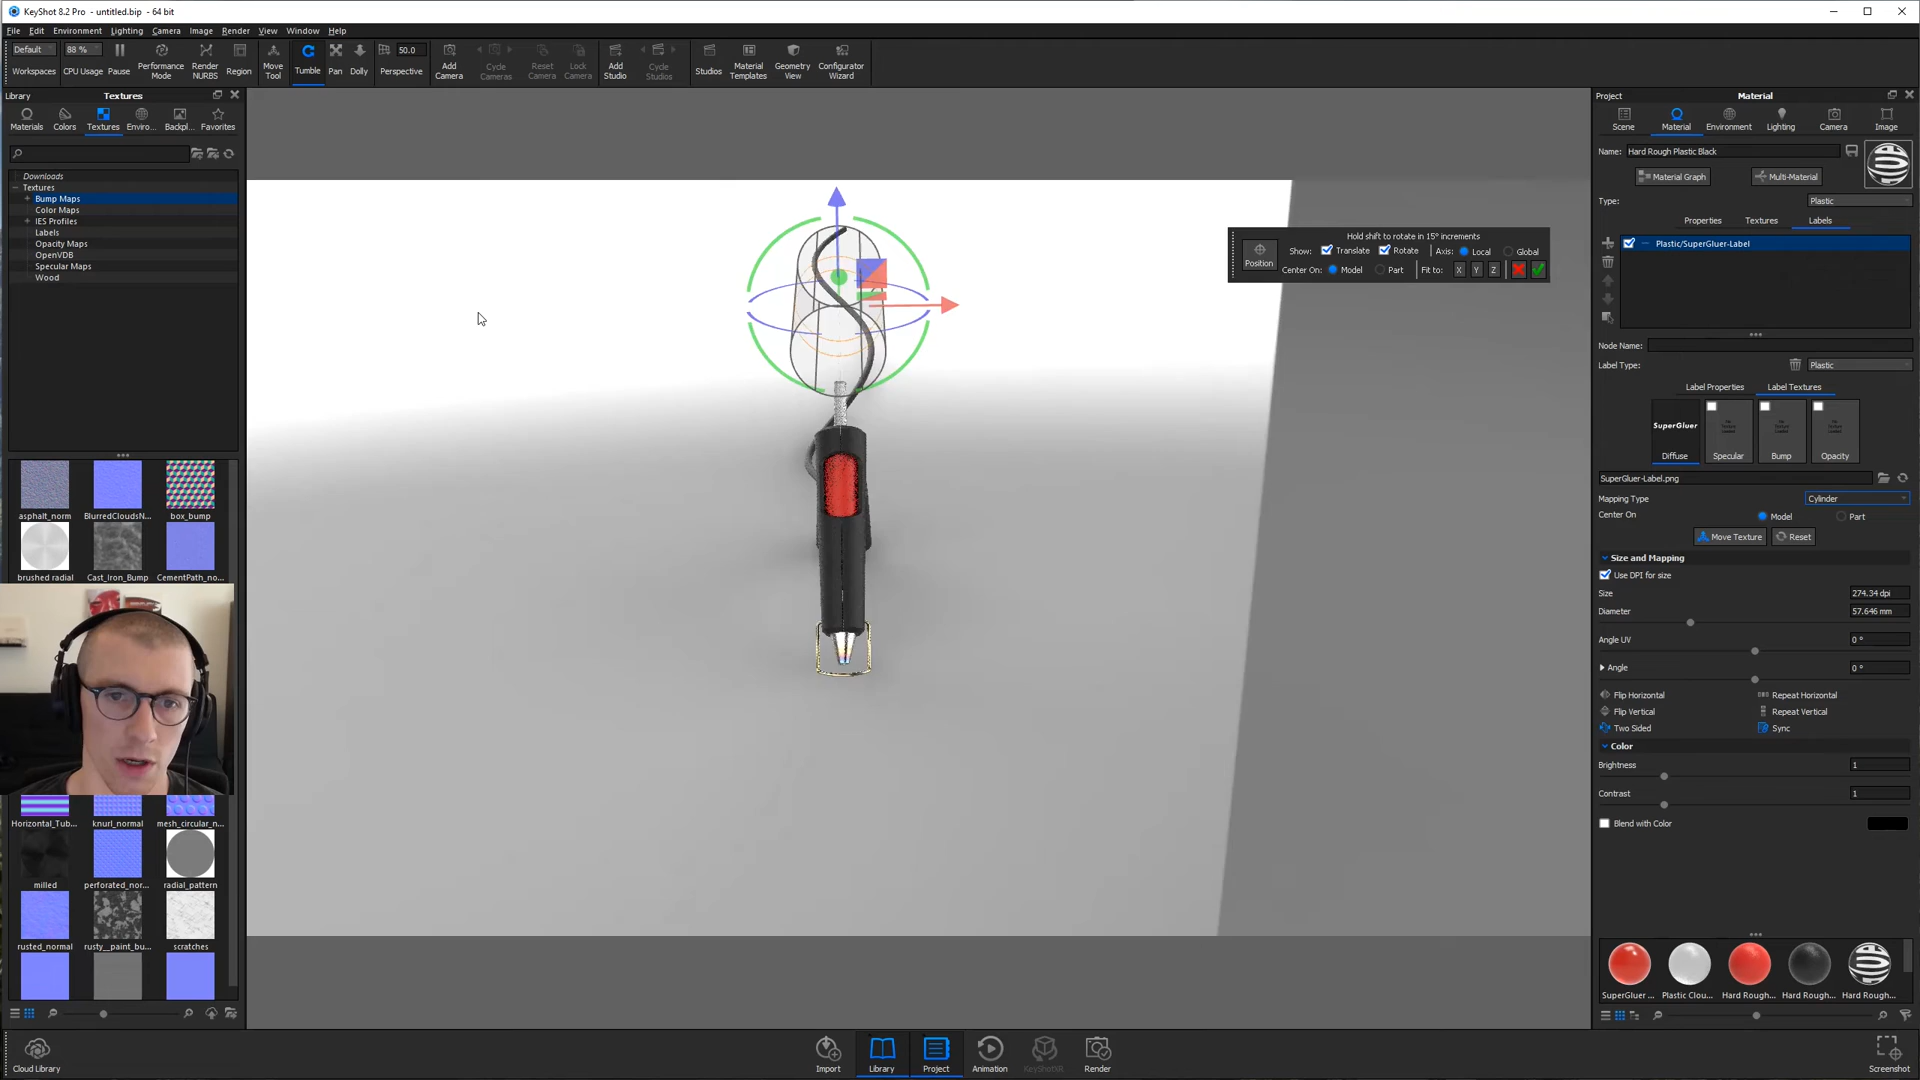 KeyShot 8.2 Pro - untitled.bip - 64 bit
File Edit Environment Lighting Camera Image Render View Window Help
Default 88 % 50.0
Workspaces CPU Usage Pause Performance Mode Render NURBS Region Move Tool Tumble Pan Dolly Perspective Add Camera Cycle Cameras Reset Camera Lock Camera Add Studio Cycle Studios Studios Material Templates Geometry View Configurator Wizard
Library Textures
Materials Colors Textures Enviro... Backpl... Favorites
Downloads
Textures
Bump Maps
Color Maps
IES Profiles
Labels
Opacity Maps
OpenVDB
Specular Maps
Wood
asphalt_norm BlurredCloudsN... box_bump
brushed radial Cast_Iron_Bump CementPath_no...
Horizontal_Tub... knurl_normal mesh_circular_n...
milled perforated_nor... radial_pattern
rusted_normal rusty__paint_bu... scratches
Hold shift to rotate in 15° increments
Position Show: Translate Rotate Axis: Local Global
Center On: Model Part Fit to: X Y Z
Project Material
Scene Material Environment Lighting Camera Image
Name: Hard Rough Plastic Black
Material Graph Multi-Material
Type: Plastic
Properties Textures Labels
Plastic/SuperGluer-Label
Node Name:
Label Type: Plastic
Label Properties Label Textures
SuperGluer
Diffuse Specular Bump Opacity
SuperGluer-Label.png
Mapping Type Cylinder
Center On Model Part
Move Texture Reset
Size and Mapping
Use DPI for size
Size 274.34 dpi
Diameter 57.646 mm
Angle UV 0 °
Angle 0 °
Flip Horizontal Repeat Horizontal
Flip Vertical Repeat Vertical
Two Sided Sync
Color
Brightness 1
Contrast 1
Blend with Color
SuperGluer ... Plastic Clou... Hard Rough... Hard Rough... Hard Rough...
Cloud Library Import Library Project Animation KeyShotXR Render Screenshot